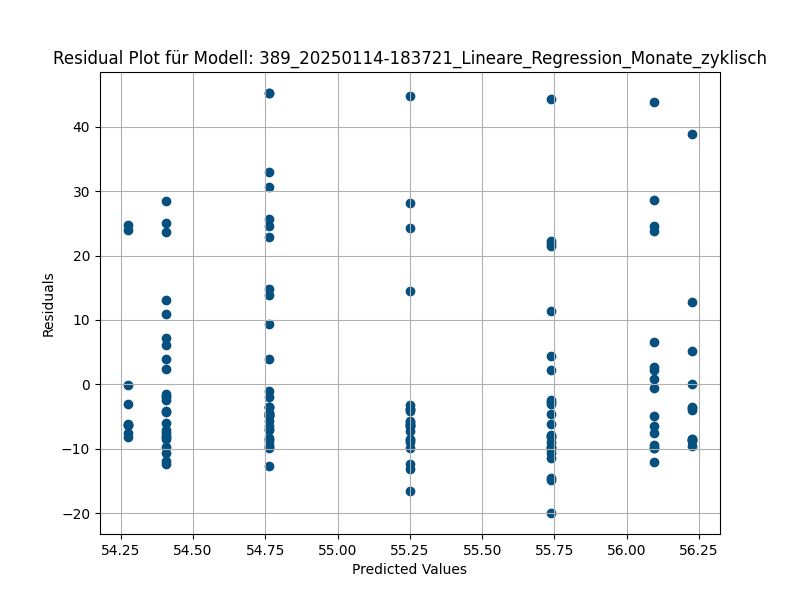 Residual Plot für Modell: 389_20250114-183721_Lineare_Regression_Monate_zyklisch
40
30
20
10
0
−10
−20
Residuals
54.25 54.50 54.75 55.00 55.25 55.50 55.75 56.00 56.25
Predicted Values